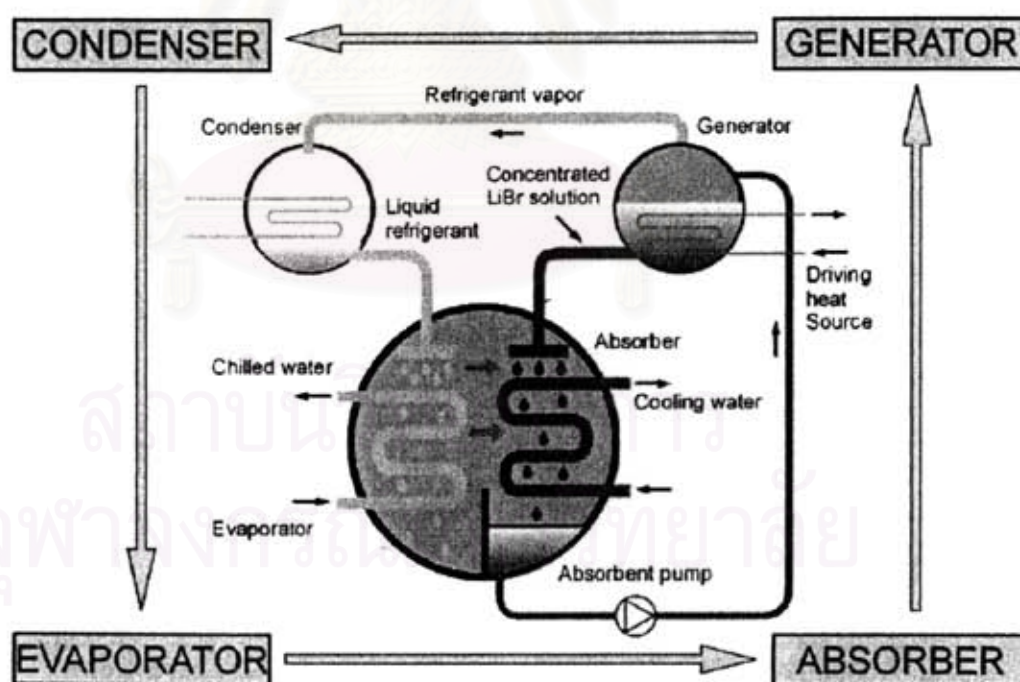 CONDENSER
GENERATOR
Refrigerant vapor
Condenser
Generator
Concentrated
LiBr solution
Liquid
refrigerant
Driving
heat
Source
Absorber
Chilled water
Cooling water
Evaporator
Absorbent pump
EVAPORATOR
ABSORBER